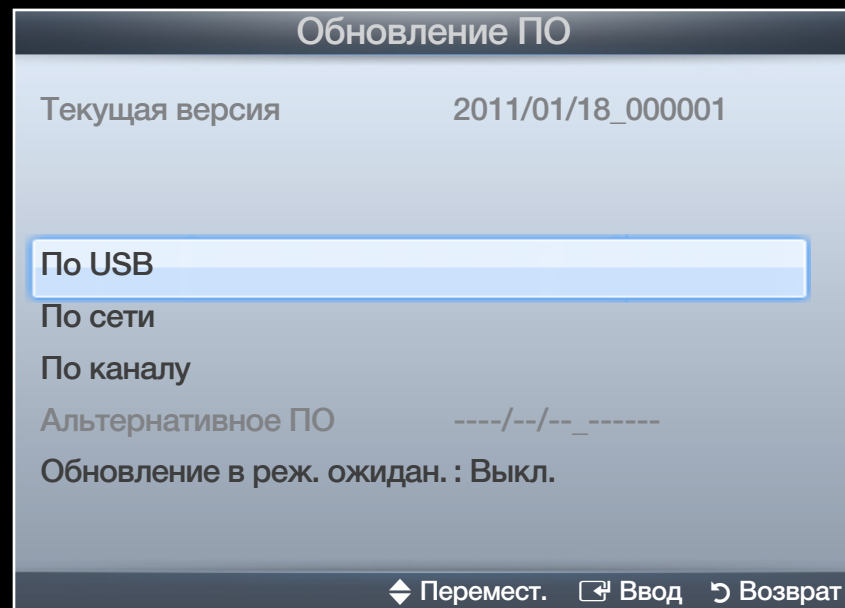 Обновление ПО
Текущая версия 2011/01/18_000001
По USB
По сети
По каналу
Альтернативное ПО ----/--/--_------
Обновление в реж. ожидан. : Выкл.
Перемест. Ввод Возврат